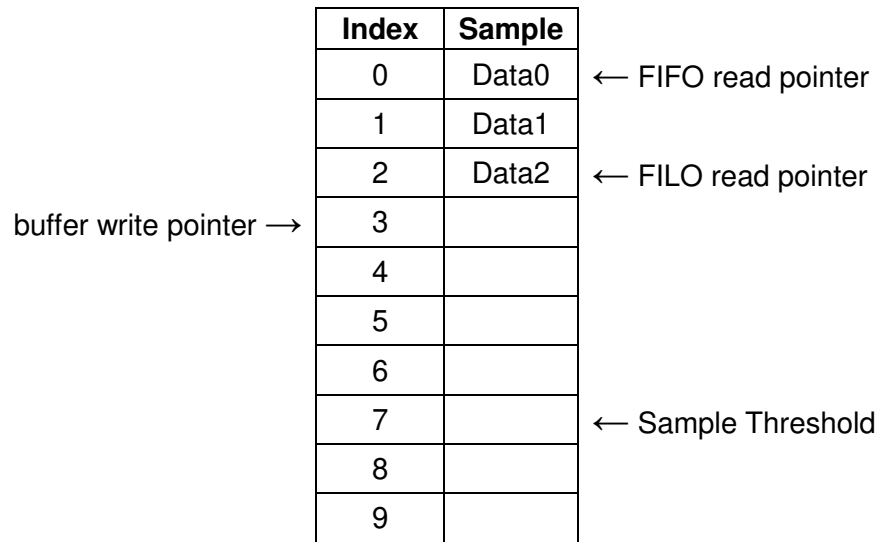 Index Sample
0 Data0 ← FIFO read pointer
1 Data1
2 Data2 ← FILO read pointer
buffer write pointer → 3
4
5
6
7 ← Sample Threshold
8
9